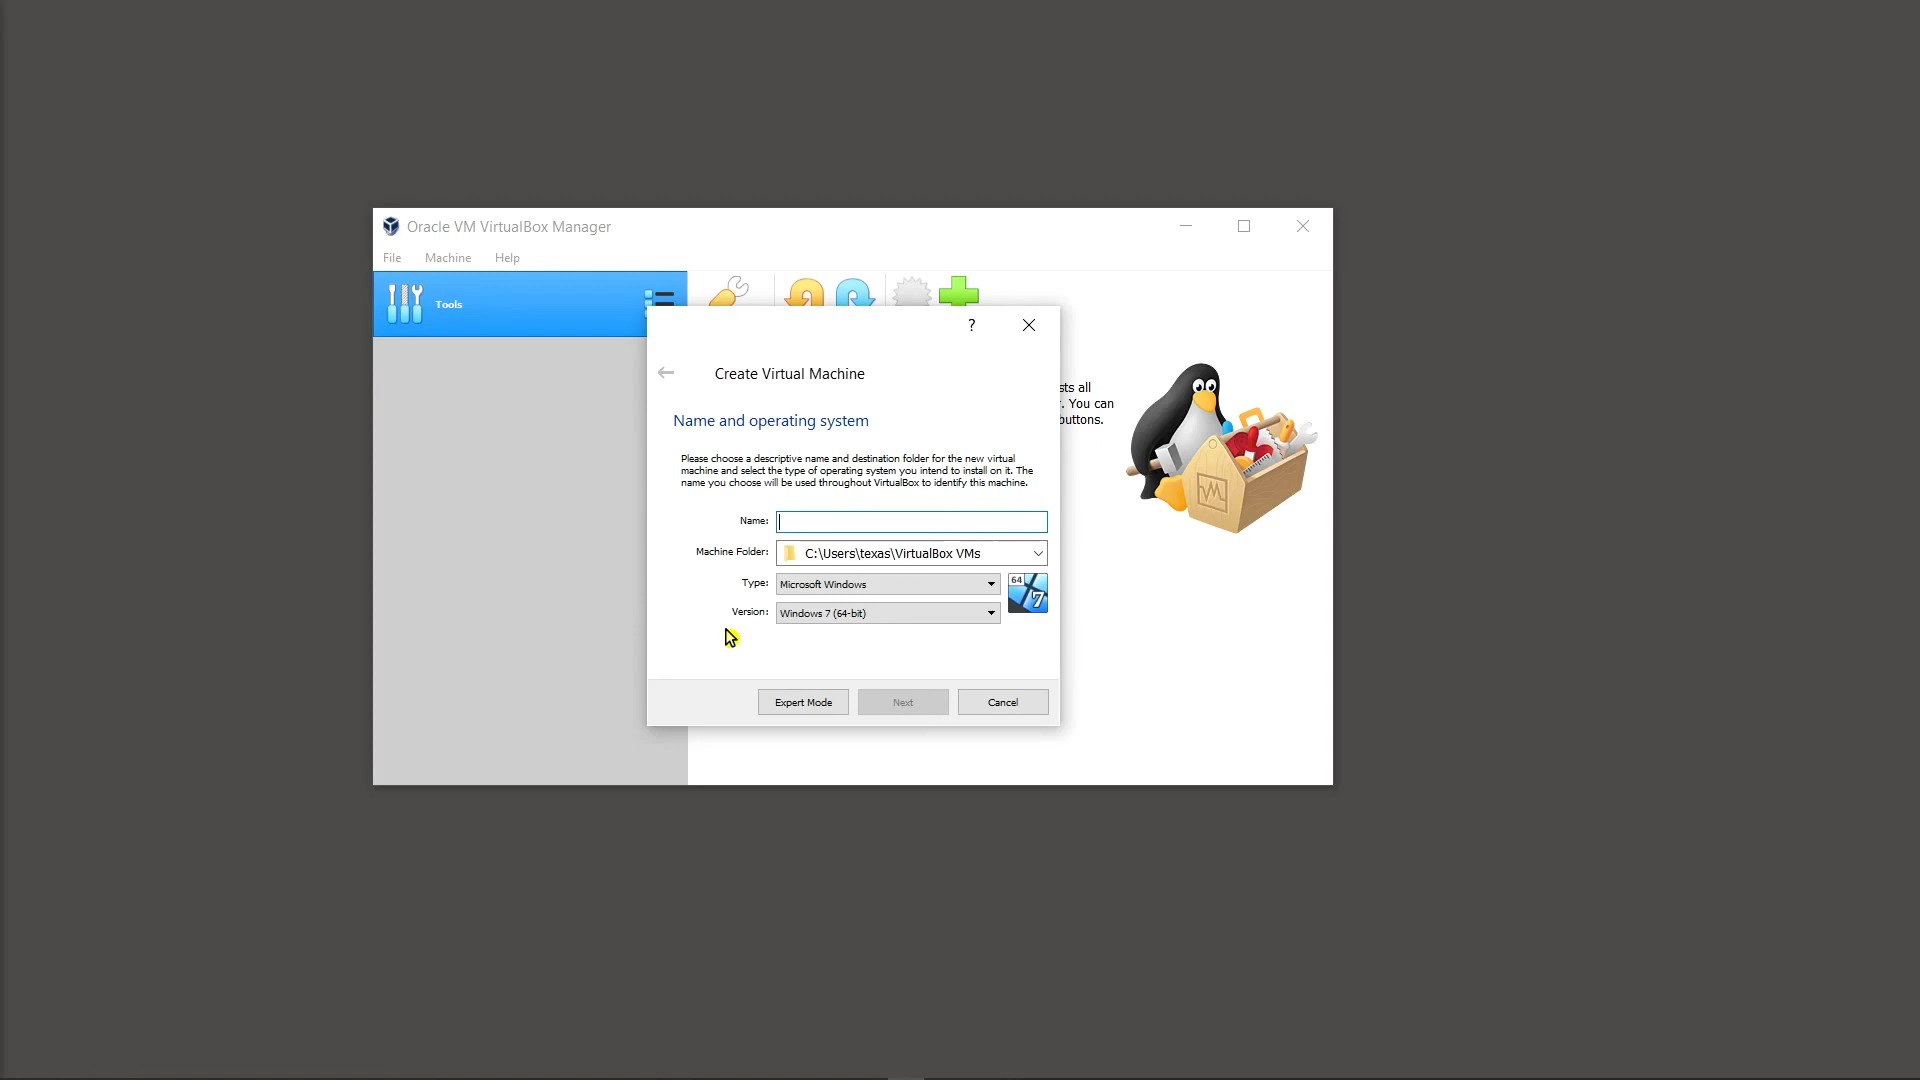 Oracle VM VirtualBox Manager
File Machine Help
Tools
?
Create Virtual Machine
Name and operating system
Please choose a descriptive name and destination folder for the new virtual
machine and select the type of operating system you intend to install on it. The
name you choose will be used throughout VirtualBox to identify this machine.
Name:
Machine Folder: C:\Users\texas\VirtualBox VMs
Type: Microsoft Windows
64
7
Version: Windows 7 (64-bit)
Expert Mode Next Cancel
all
You can